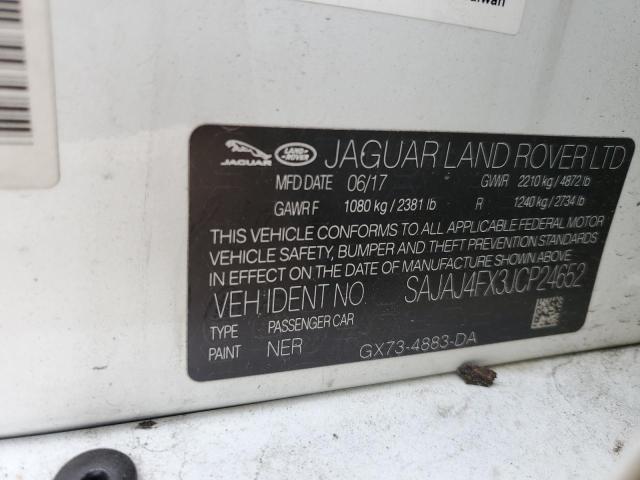 JAGUAR LAND ROVER JAGUAR LAND ROVER LTD
MFD DATE 06/17 GVWR 2210 kg / 4872 lb
GAWR F 1080 kg / 2381 lb R 1240 kg / 2734 lb
THIS VEHICLE CONFORMS TO ALL APPLICABLE FEDERAL MOTOR
VEHICLE SAFETY, BUMPER AND THEFT PREVENTION STANDARDS
IN EFFECT ON THE DATE OF MANUFACTURE SHOWN ABOVE
VEH IDENT NO. SAJAJ4FX3JCP24652
TYPE PASSENGER CAR
PAINT NER GX73-4883-DA